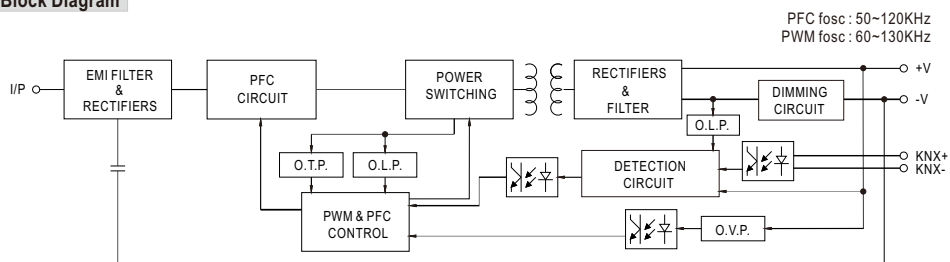 Block Diagram
PFC fosc : 50~120KHz
PWM fosc : 60~130KHz
I/P
EMI FILTER
&
RECTIFIERS
PFC
CIRCUIT
POWER
SWITCHING
RECTIFIERS
&
FILTER
DIMMING
CIRCUIT
+V
-V
O.L.P.
O.T.P.
O.L.P.
DETECTION
CIRCUIT
KNX+
KNX-
PWM & PFC
CONTROL
O.V.P.